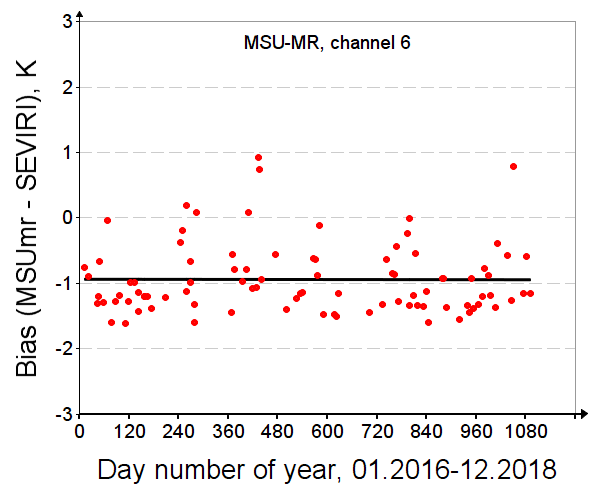 MSU-MR, channel 6
Bias (MSUmr - SEVIRI), K
3
2
1
0
-1
-2
-3
0 120 240 360 480 600 720 840 960 1080
Day number of year, 01.2016-12.2018